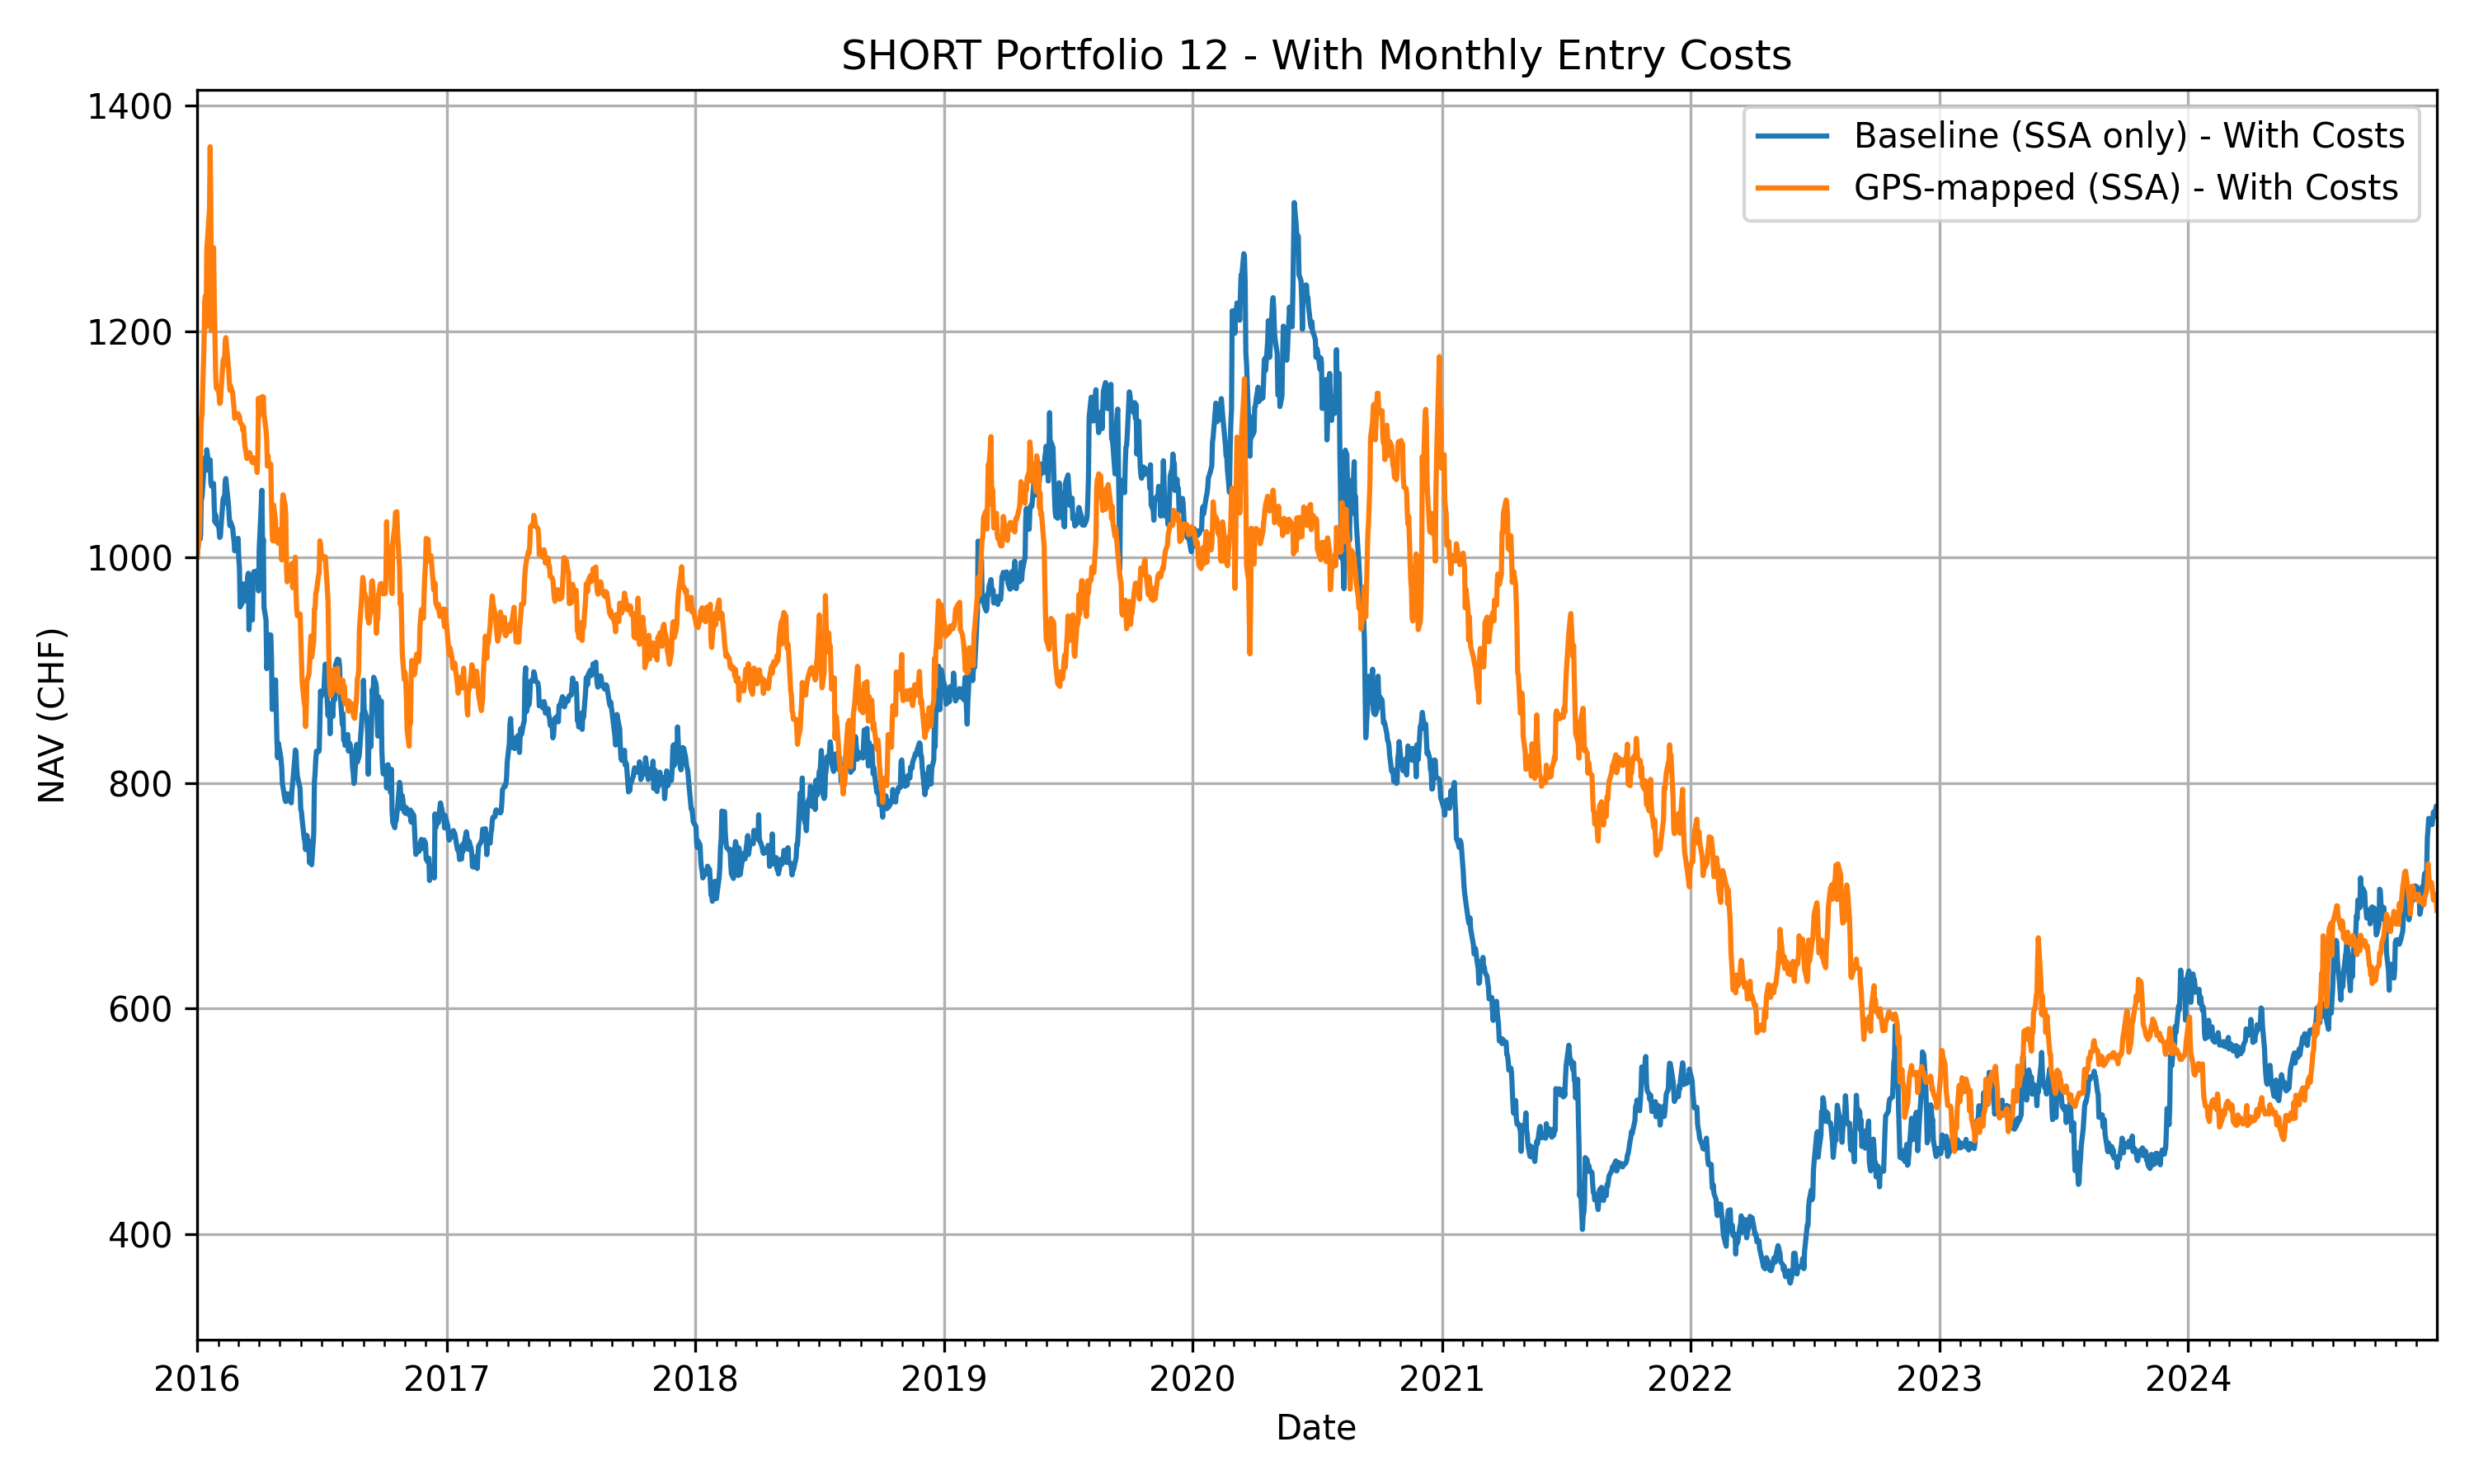 SHORT Portfolio 12 - With Monthly Entry Costs
Baseline (SSA only) - With Costs
GPS-mapped (SSA) - With Costs
NAV (CHF)
1400
1200
1000
800
600
400
2016 2017 2018 2019 2020 2021 2022 2023 2024
Date